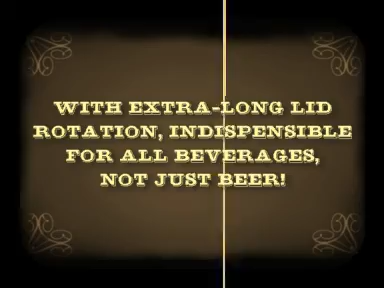 WITH EXTRA-LONG LID
ROTATION, INDISPENSIBLE
FOR ALL BEVERAGES,
NOT JUST BEER!